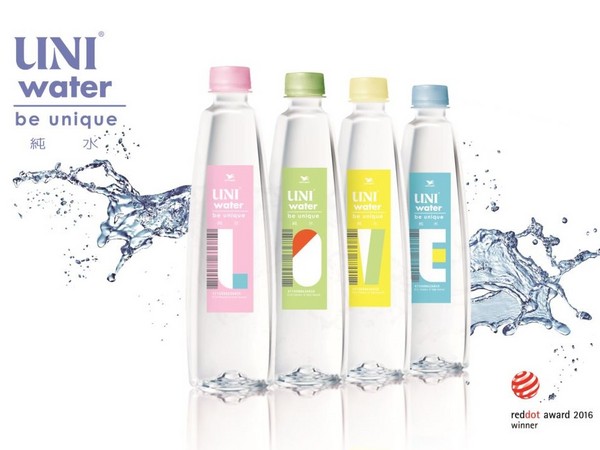 UNI®
water
be unique
純 水
UNI
water
be unique
L
UNI
water
be unique
O
UNI
water
be unique
V
UNI
water
be unique
E
reddot award 2016
winner